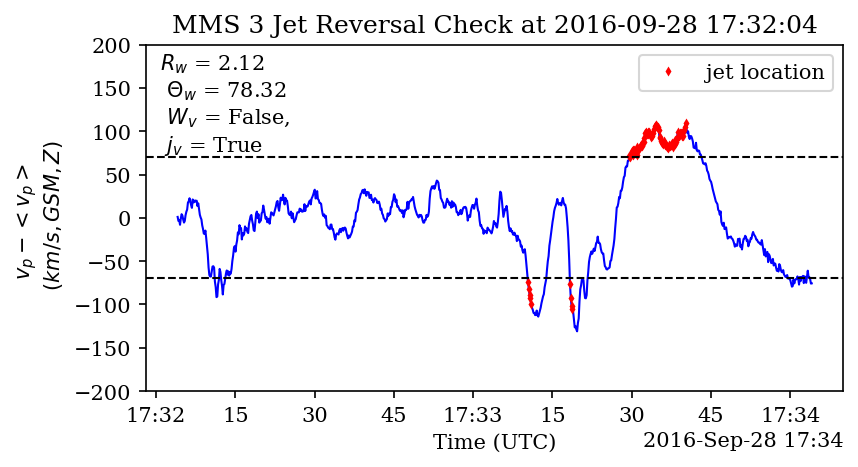 MMS 3 Jet Reversal Check at 2016-09-28 17:32:04
R_w = 2.12
Θ_w = 78.32
W_v = False,
j_v = True
jet location
v_p − < v_p >
(km/s, GSM, Z)
200
150
100
50
0
−50
−100
−150
−200
17:32 15 30 45 17:33 15 30 45 17:34
Time (UTC)
2016-Sep-28 17:34